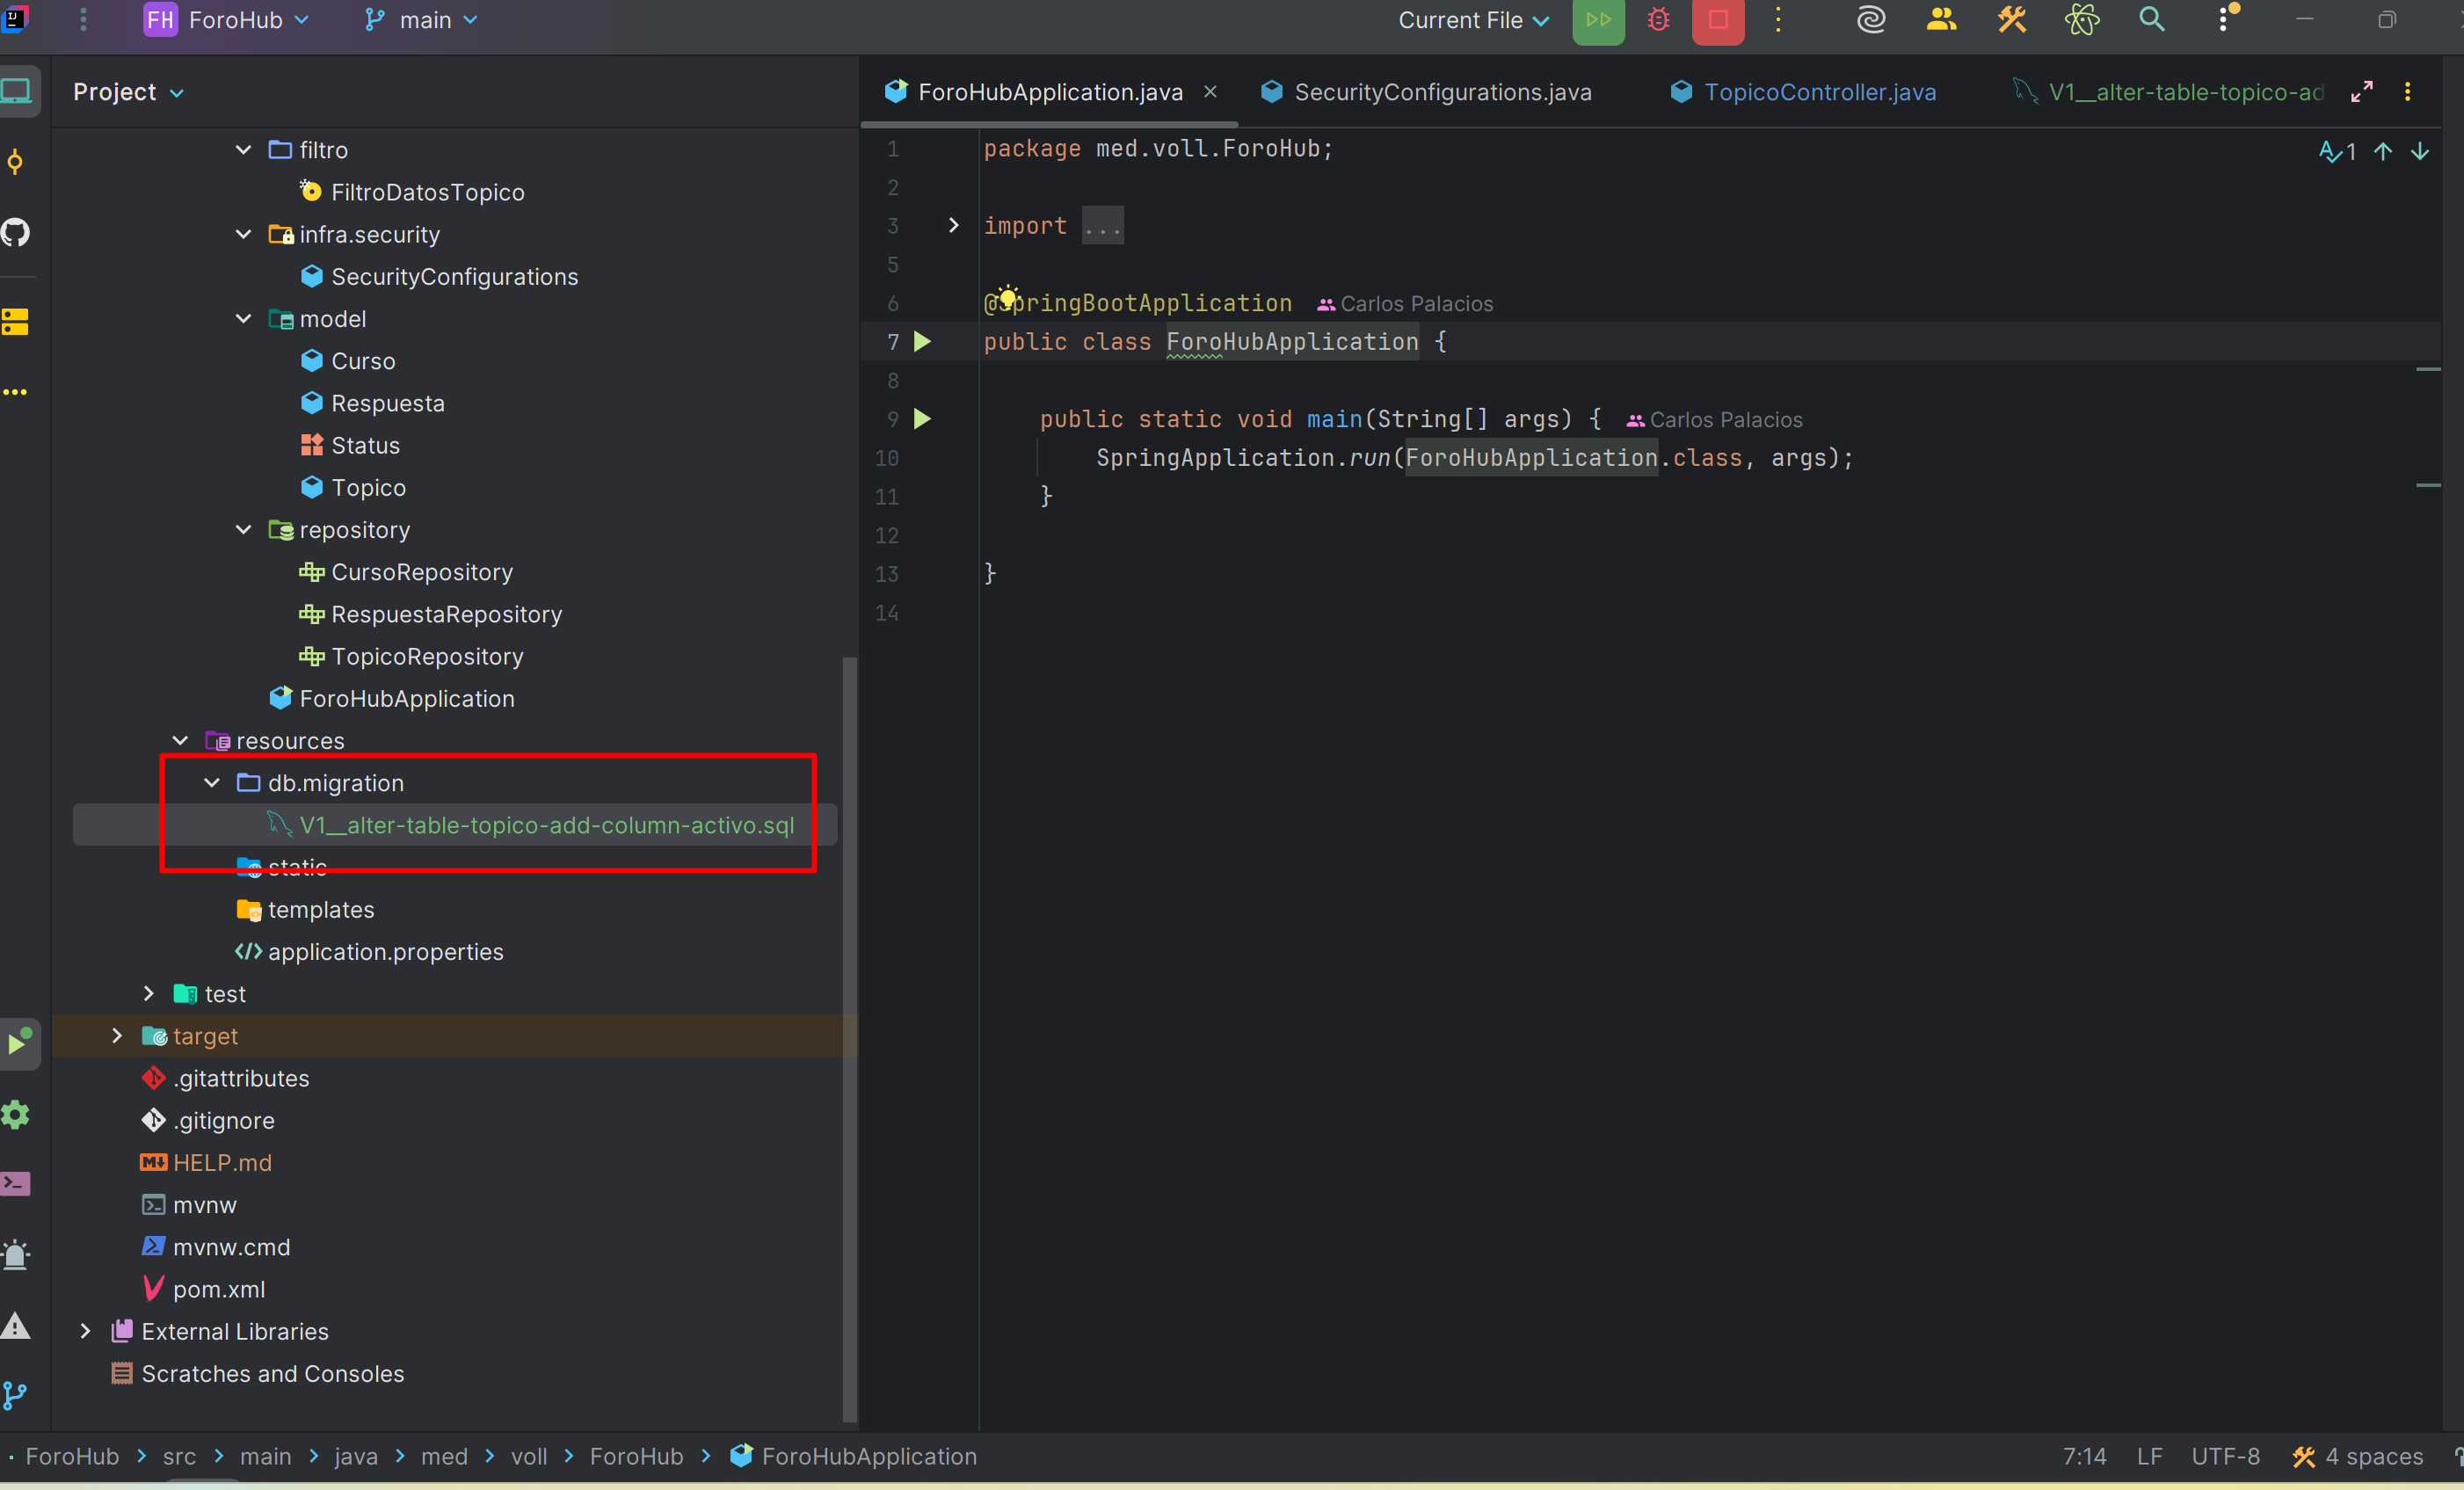 FH ForoHub main Current File
Project
ForoHubApplication.java SecurityConfigurations.java TopicoController.java V1__alter-table-topico-ad
filtro
FiltroDatosTopico
infra.security
SecurityConfigurations
model
Curso
Respuesta
Status
Topico
repository
CursoRepository
RespuestaRepository
TopicoRepository
ForoHubApplication
resources
db.migration
V1__alter-table-topico-add-column-activo.sql
static
templates
application.properties
test
target
.gitattributes
.gitignore
HELP.md
mvnw
mvnw.cmd
pom.xml
External Libraries
Scratches and Consoles
1 package med.voll.ForoHub;
1
2
3 import ...
5
6 @SpringBootApplication Carlos Palacios
7 public class ForoHubApplication {
8
9 public static void main(String[] args) { Carlos Palacios
10 SpringApplication.run(ForoHubApplication.class, args);
11 }
12
13 }
14
ForoHub > src > main > java > med > voll > ForoHub > ForoHubApplication
7:14 LF UTF-8 4 spaces